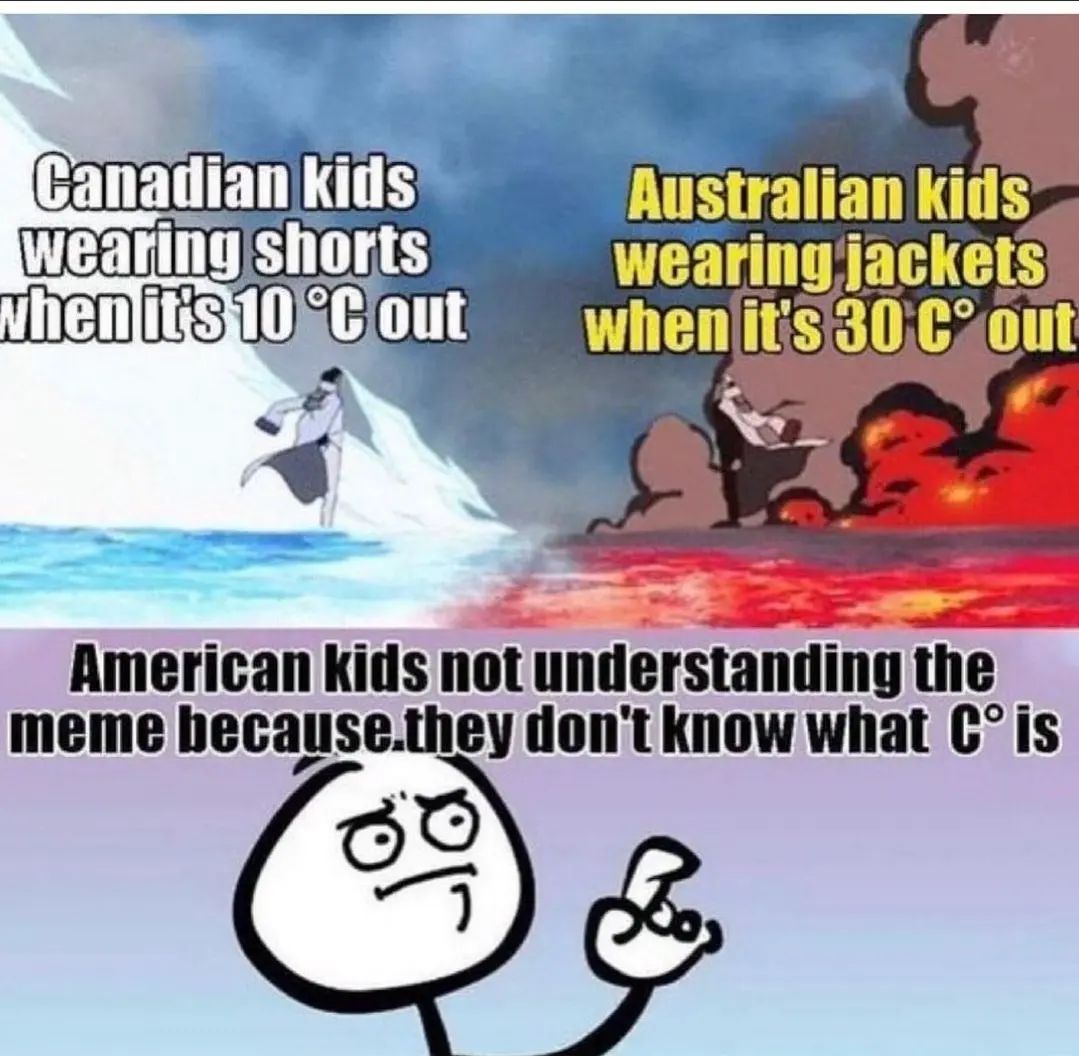 Canadian kids
wearing shorts
when it's 10 °C out
Australian kids
wearing jackets
when it's 30 C° out
American kids not understanding the
meme because.they don't know what C° is